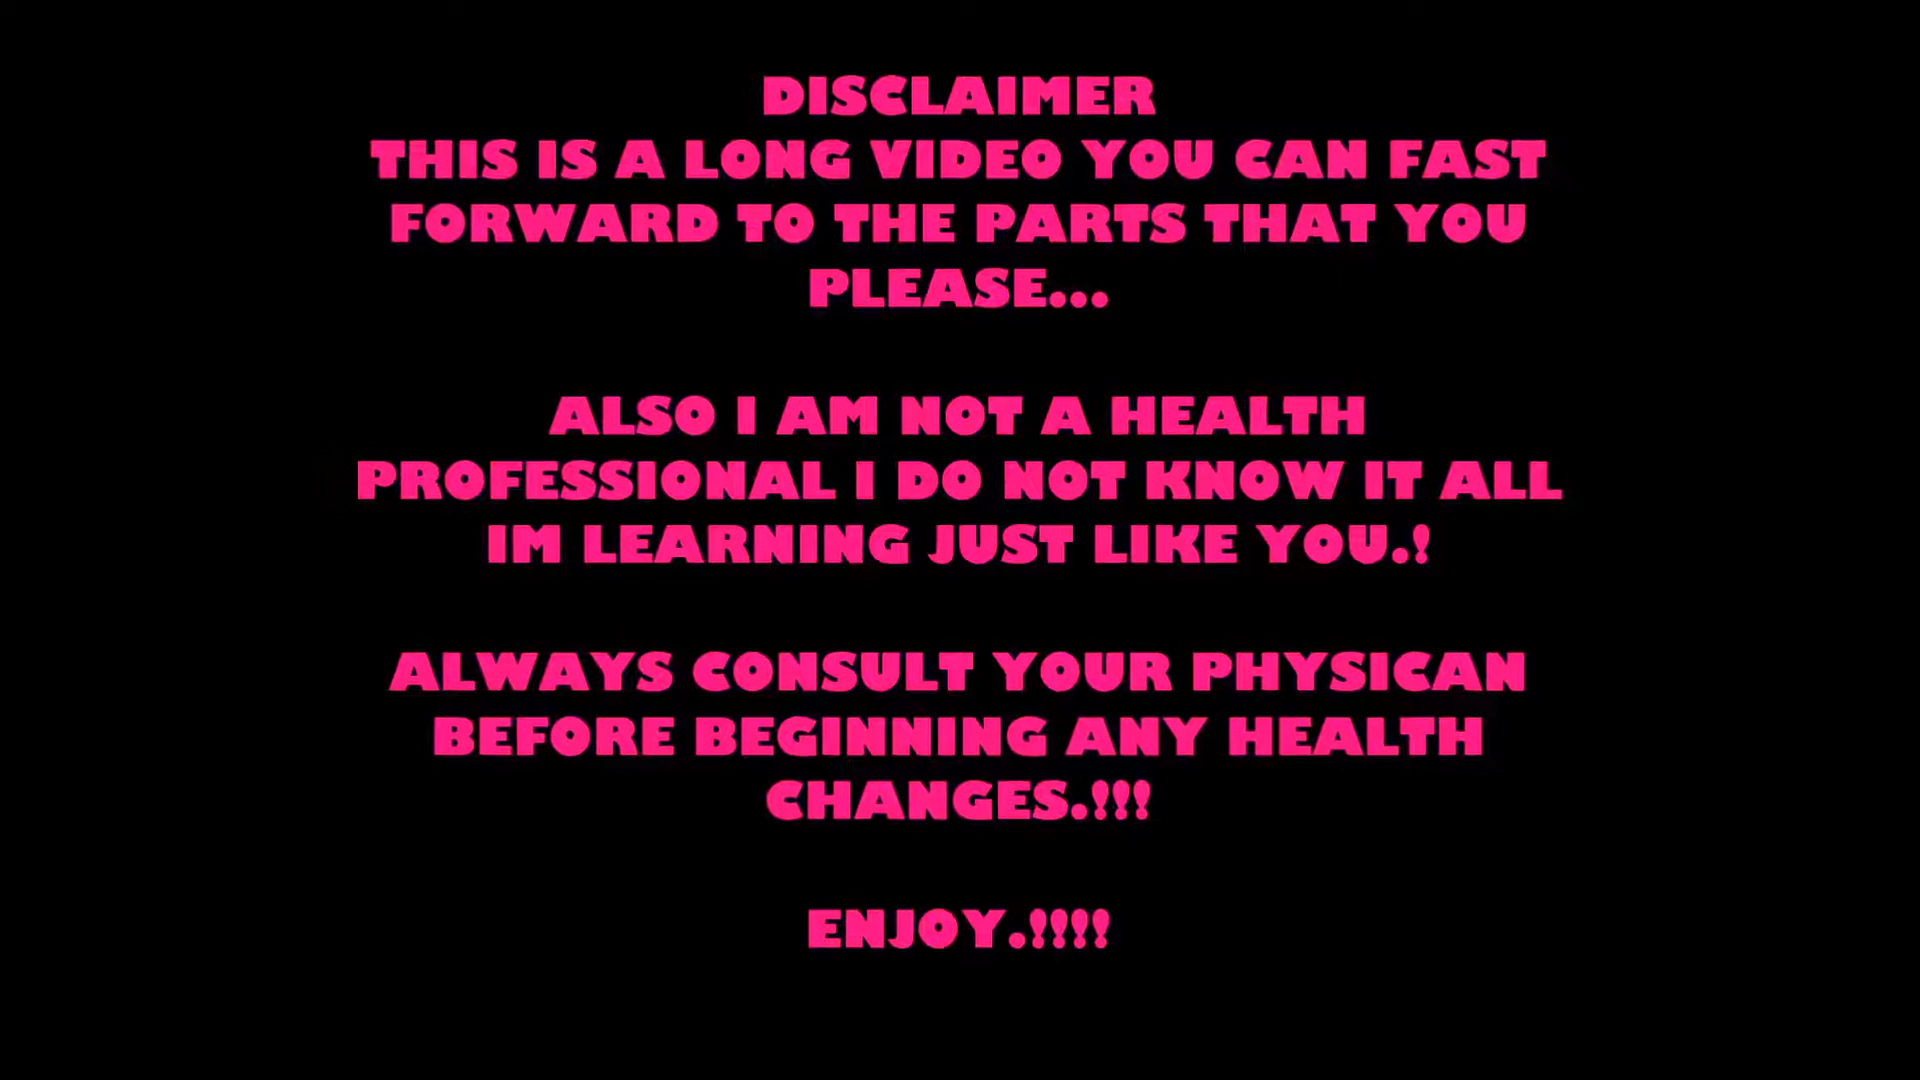 DISCLAIMER
THIS IS A LONG VIDEO YOU CAN FAST
FORWARD TO THE PARTS THAT YOU
PLEASE...
ALSO I AM NOT A HEALTH
PROFESSIONAL I DO NOT KNOW IT ALL
IM LEARNING JUST LIKE YOU.!
ALWAYS CONSULT YOUR PHYSICAN
BEFORE BEGINNING ANY HEALTH
CHANGES.!!!
ENJOY.!!!!